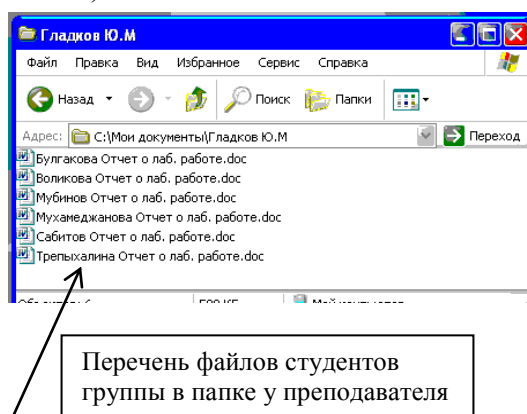 Гладков Ю.М
Файл Правка Вид Избранное Сервис Справка
Назад Поиск Папки
Адрес: C:\Мои документы\Гладков Ю.М Переход
Булгакова Отчет о лаб. работе.doc
Воликова Отчет о лаб. работе.doc
Мубинов Отчет о лаб. работе.doc
Мухамеджанова Отчет о лаб. работе.doc
Сабитов Отчет о лаб. работе.doc
Трепыхалина Отчет о лаб. работе.doc
Перечень файлов студентов
группы в папке у преподавателя